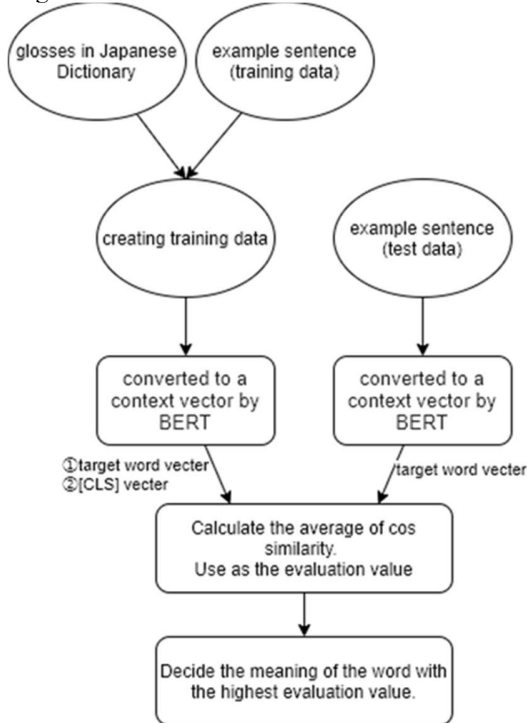 glosses in Japanese
Dictionary
example sentence
(training data)
creating training data
example sentence
(test data)
converted to a
context vector by
BERT
converted to a
context vector by
BERT
①target word vecter
②[CLS] vecter
target word vecter
Calculate the average of cos
similarity.
Use as the evaluation value
Decide the meaning of the word with
the highest evaluation value.